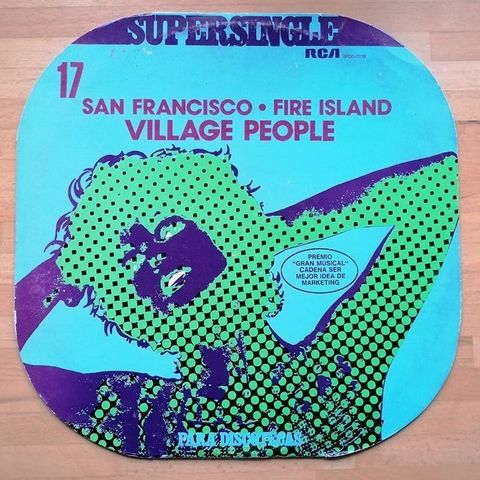 SUPERSINGLE
RCA
17
SAN FRANCISCO • FIRE ISLAND
VILLAGE PEOPLE
PREMIO
"GRAN MUSICAL"
CADENA SER
MEJOR IDEA DE
MARKETING
PARA DISCOTECAS